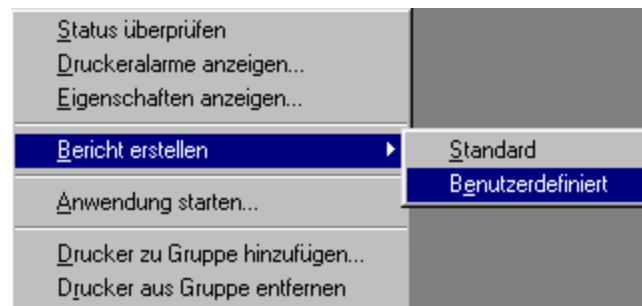 Status überprüfen
Druckeralarme anzeigen...
Eigenschaften anzeigen...
Bericht erstellen
Standard
Benutzerdefiniert
Anwendung starten...
Drucker zu Gruppe hinzufügen...
Drucker aus Gruppe entfernen